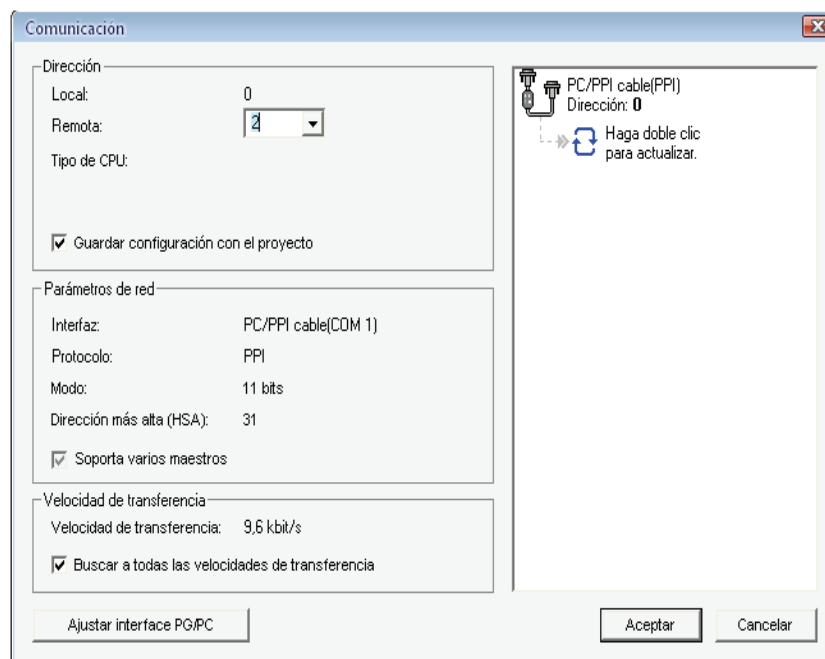 Comunicación
Dirección
Local: 0
Remota: 2
Tipo de CPU:
Guardar configuración con el proyecto
Parámetros de red
Interfaz: PC/PPI cable(COM 1)
Protocolo: PPI
Modo: 11 bits
Dirección más alta (HSA): 31
Soporta varios maestros
Velocidad de transferencia
Velocidad de transferencia: 9,6 kbit/s
Buscar a todas las velocidades de transferencia
PC/PPI cable(PPI)
Dirección: 0
Haga doble clic
para actualizar.
Ajustar interface PG/PC
Aceptar
Cancelar